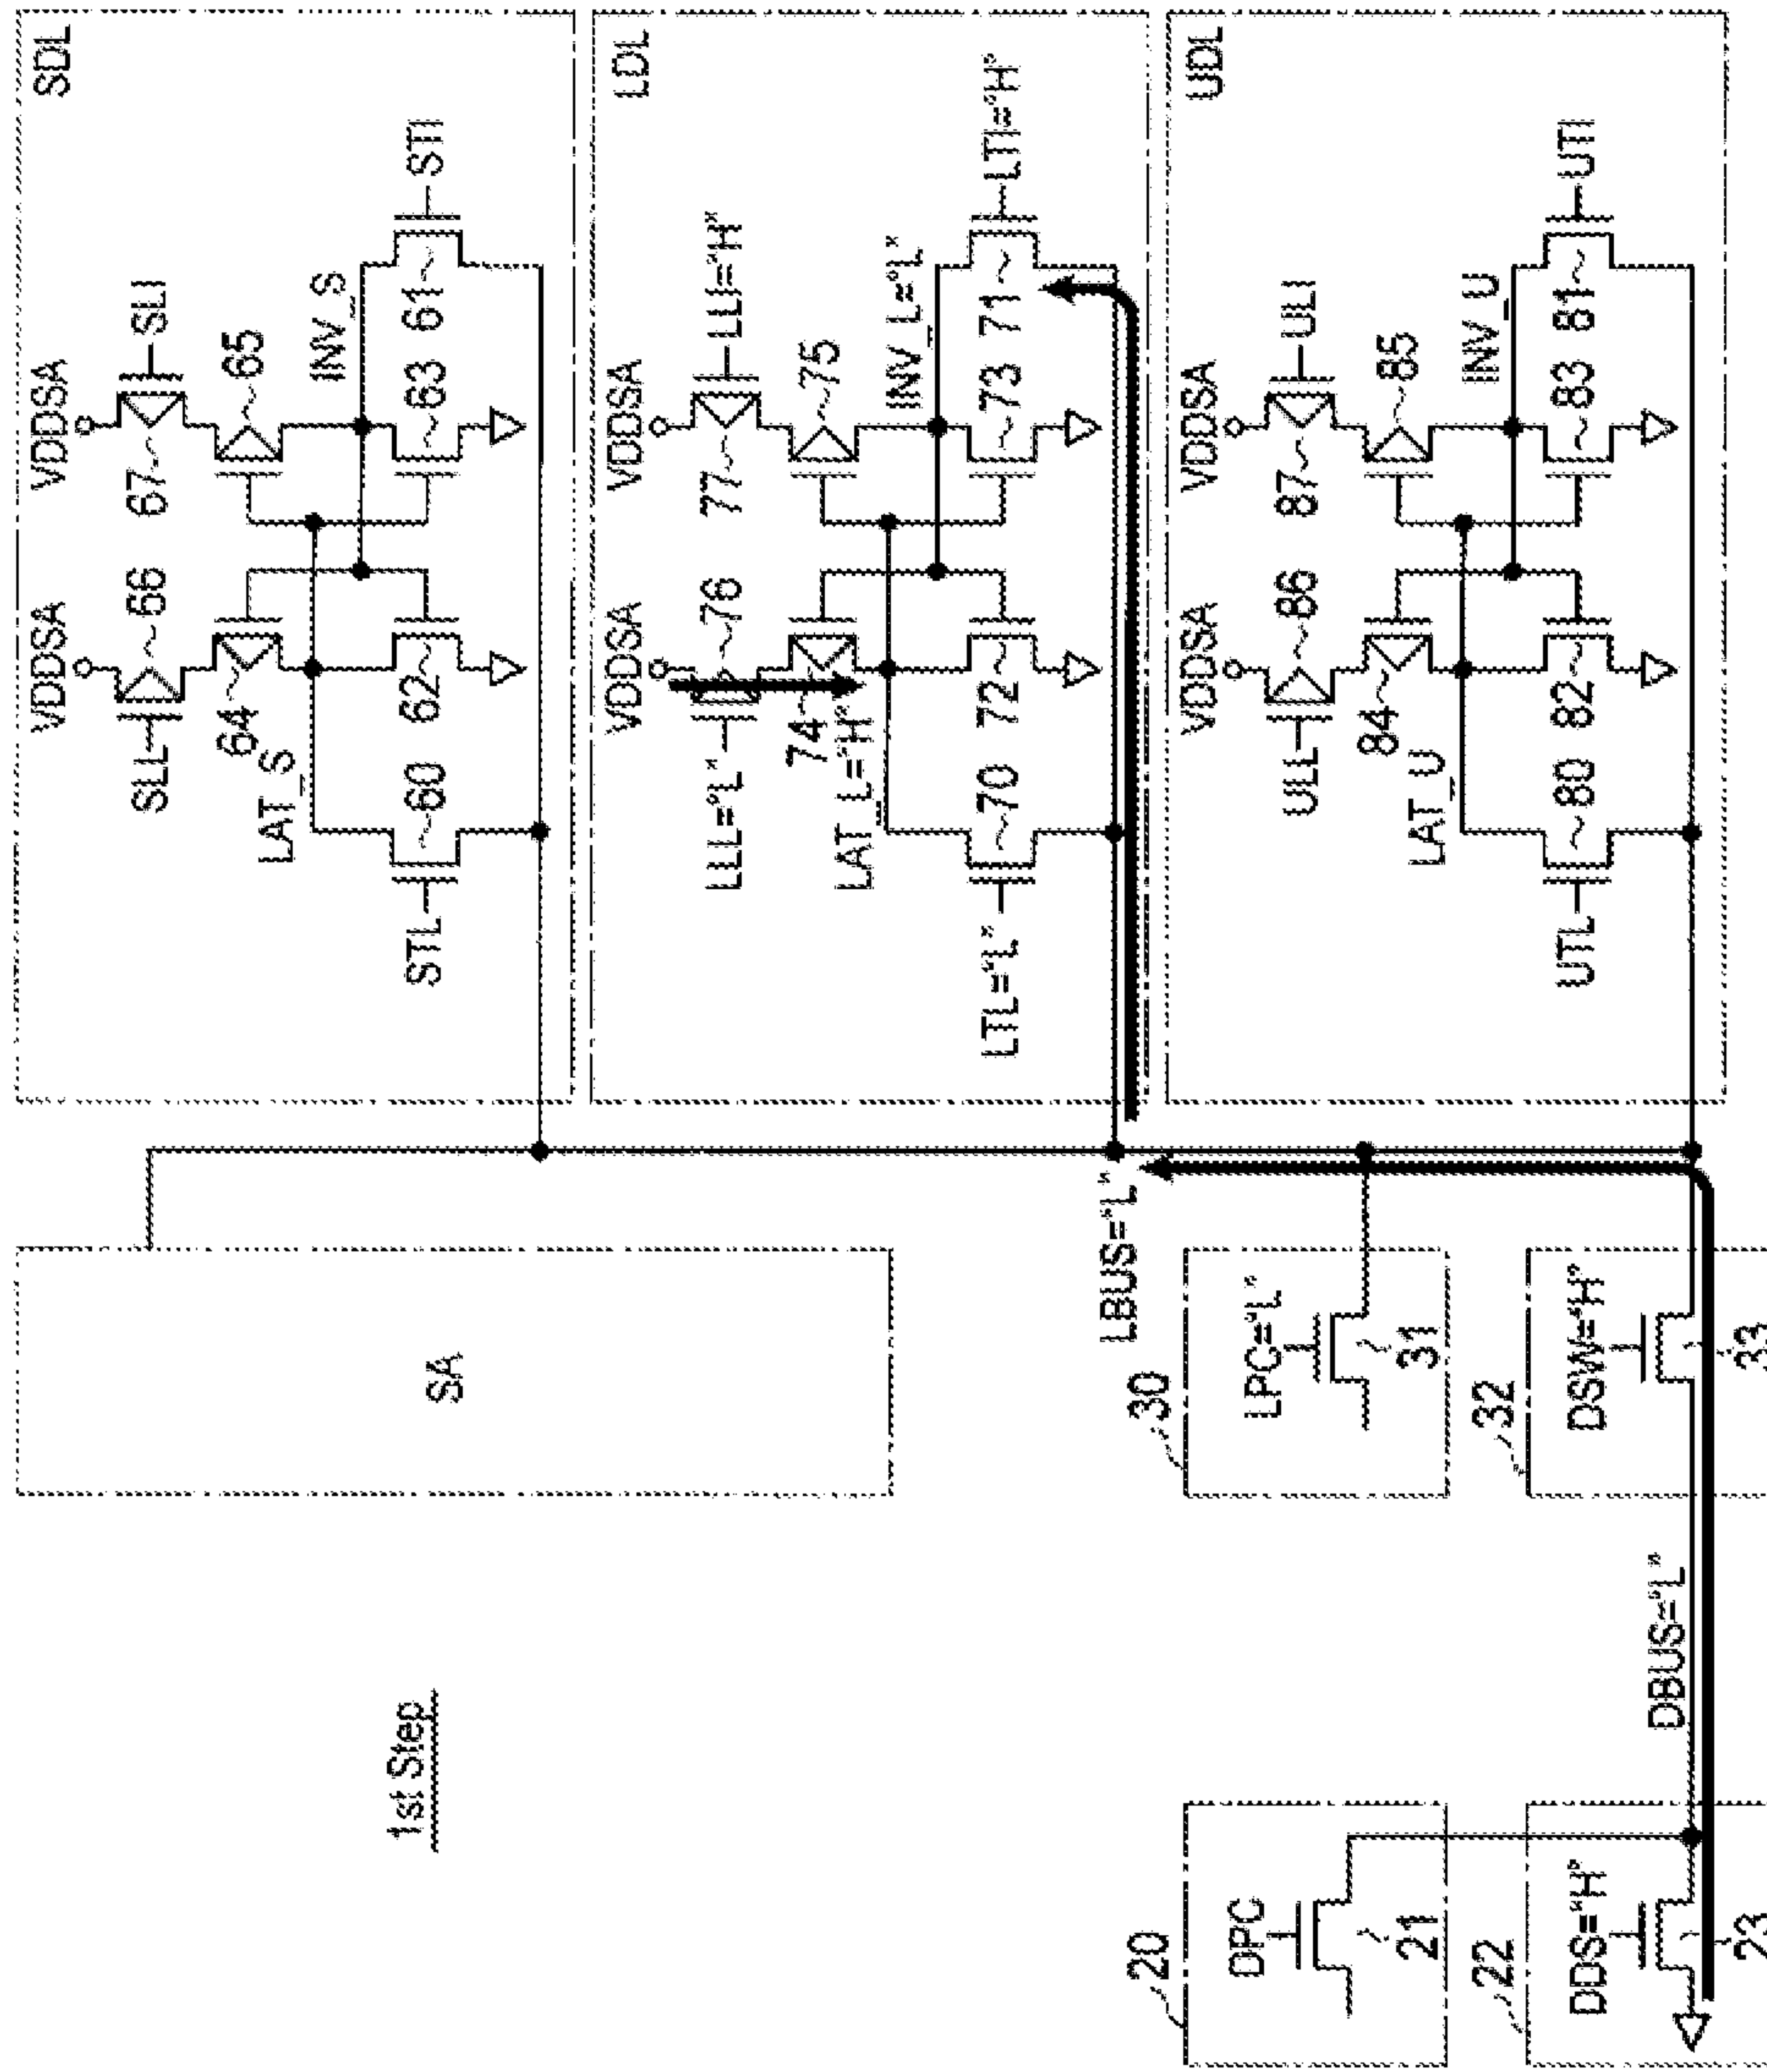 1st Step
SA
SDL
VDDSA
VDDSA
SLL
66
67
SLI
64
65
LAT_S
INV_S
STL
60
62
63
61
STI
LDL
VDDSA
VDDSA
LLL="L"
76
77
LLI="H"
74
75
LAT_L="H"
INV_L="L"
LTL="L"
70
72
73
71
LTI="H"
LBUS="L"
UDL
VDDSA
VDDSA
ULL
86
87
ULI
84
85
LAT_U
INV_U
UTL
80
82
83
81
UTI
20
DPC
21
30
LPC="L"
31
22
DDS="H"
23
DBUS="L"
32
DSW="H"
33